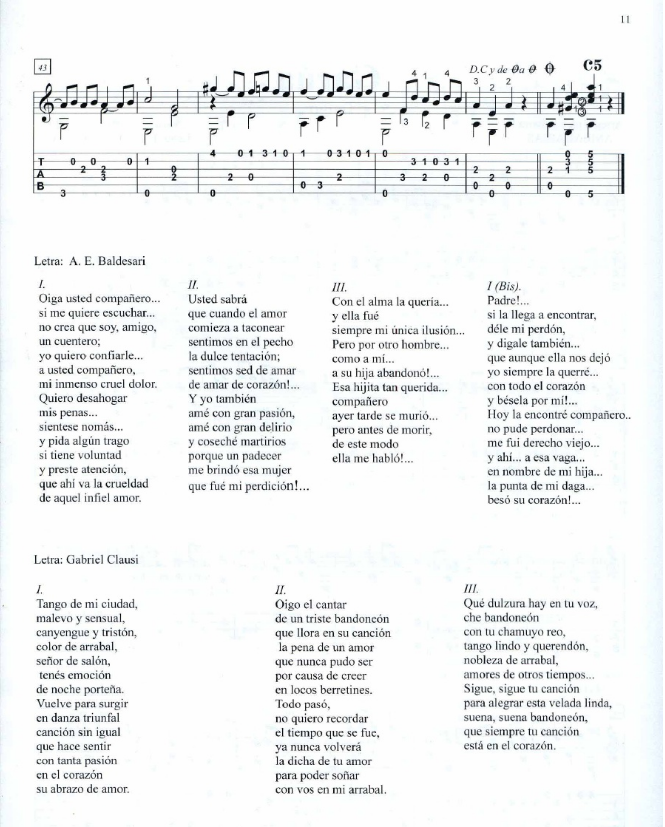 11
43
D.C y de 𝄌 a 𝄌 𝄌 C5
1 4 1 4 3 2 2 4 1
3 2 1
T 0 0 0 1 4 0 1 3 1 0 1 0 3 1 0 1 0 3 1 0 3 1 0 5
A 2 2 3 0 2 2 0 2 3 2 0 2 2 2 2 1 3 5 5
B 3 0 0 0 3 0 0 0 0 0 0 5
Letra: A. E. Baldesari
I.
Oiga usted compañero...
si me quiere escuchar...
no crea que soy, amigo,
un cuentero;
yo quiero confiarle...
a usted compañero,
mi inmenso cruel dolor.
Quiero desahogar
mis penas...
sientese nomás...
y pida algún trago
si tiene voluntad
y preste atención,
que ahí va la crueldad
de aquel infiel amor.
II.
Usted sabrá
que cuando el amor
comieza a taconear
sentimos en el pecho
la dulce tentación;
sentimos sed de amar
de amar de corazón!...
Y yo también
amé con gran pasión,
amé con gran delirio
y coseché martirios
porque un padecer
me brindó esa mujer
que fué mi perdición!...
III.
Con el alma la quería...
y ella fué
siempre mi única ilusión...
Pero por otro hombre...
como a mí...
a su hija abandonó!...
Esa hijita tan querida...
compañero
ayer tarde se murió...
pero antes de morir,
de este modo
ella me habló!...
I (Bis).
Padre!...
si la llega a encontrar,
déle mi perdón,
y digale también...
que aunque ella nos dejó
yo siempre la querré...
con todo el corazón
y bésela por mí!...
Hoy la encontré compañero..
no pude perdonar...
me fui derecho viejo...
y ahí... a esa vaga...
en nombre de mi hija...
la punta de mi daga...
besó su corazón!...
Letra: Gabriel Clausi
I.
Tango de mi ciudad,
malevo y sensual,
canyengue y tristón,
color de arrabal,
señor de salón,
tenés emoción
de noche porteña.
Vuelve para surgir
en danza triunfal
canción sin igual
que hace sentir
con tanta pasión
en el corazón
su abrazo de amor.
II.
Oigo el cantar
de un triste bandoneón
que llora en su canción
la pena de un amor
que nunca pudo ser
por causa de creer
en locos berretines.
Todo pasó,
no quiero recordar
el tiempo que se fue,
ya nunca volverá
la dicha de tu amor
para poder soñar
con vos en mi arrabal.
III.
Qué dulzura hay en tu voz,
che bandoneón
con tu chamuyo reo,
tango lindo y querendón,
nobleza de arrabal,
amores de otros tiempos...
Sigue, sigue tu canción
para alegrar esta velada linda,
suena, suena bandoneón,
que siempre tu canción
está en el corazón.